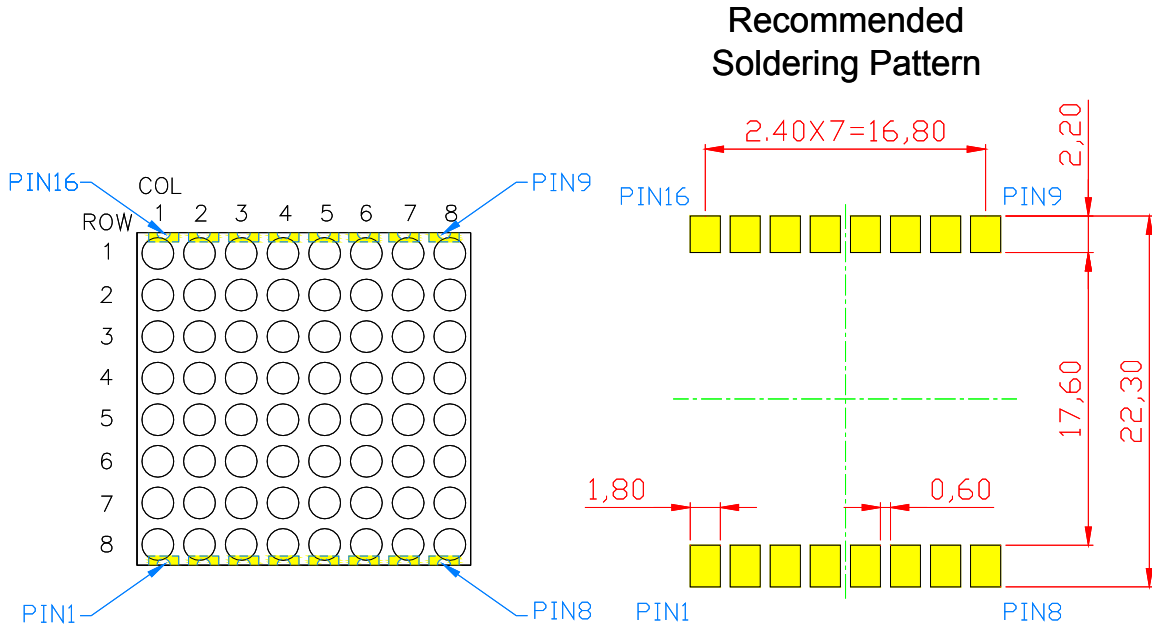 Recommended
Soldering Pattern
2.40X7=16,80
2,20
PIN16
COL
PIN9
ROW
1 2 3 4 5 6 7 8
1
2
3
4
5
6
7
8
PIN1
PIN8
PIN16
PIN9
17,60
22,30
1,80
0,60
PIN1
PIN8